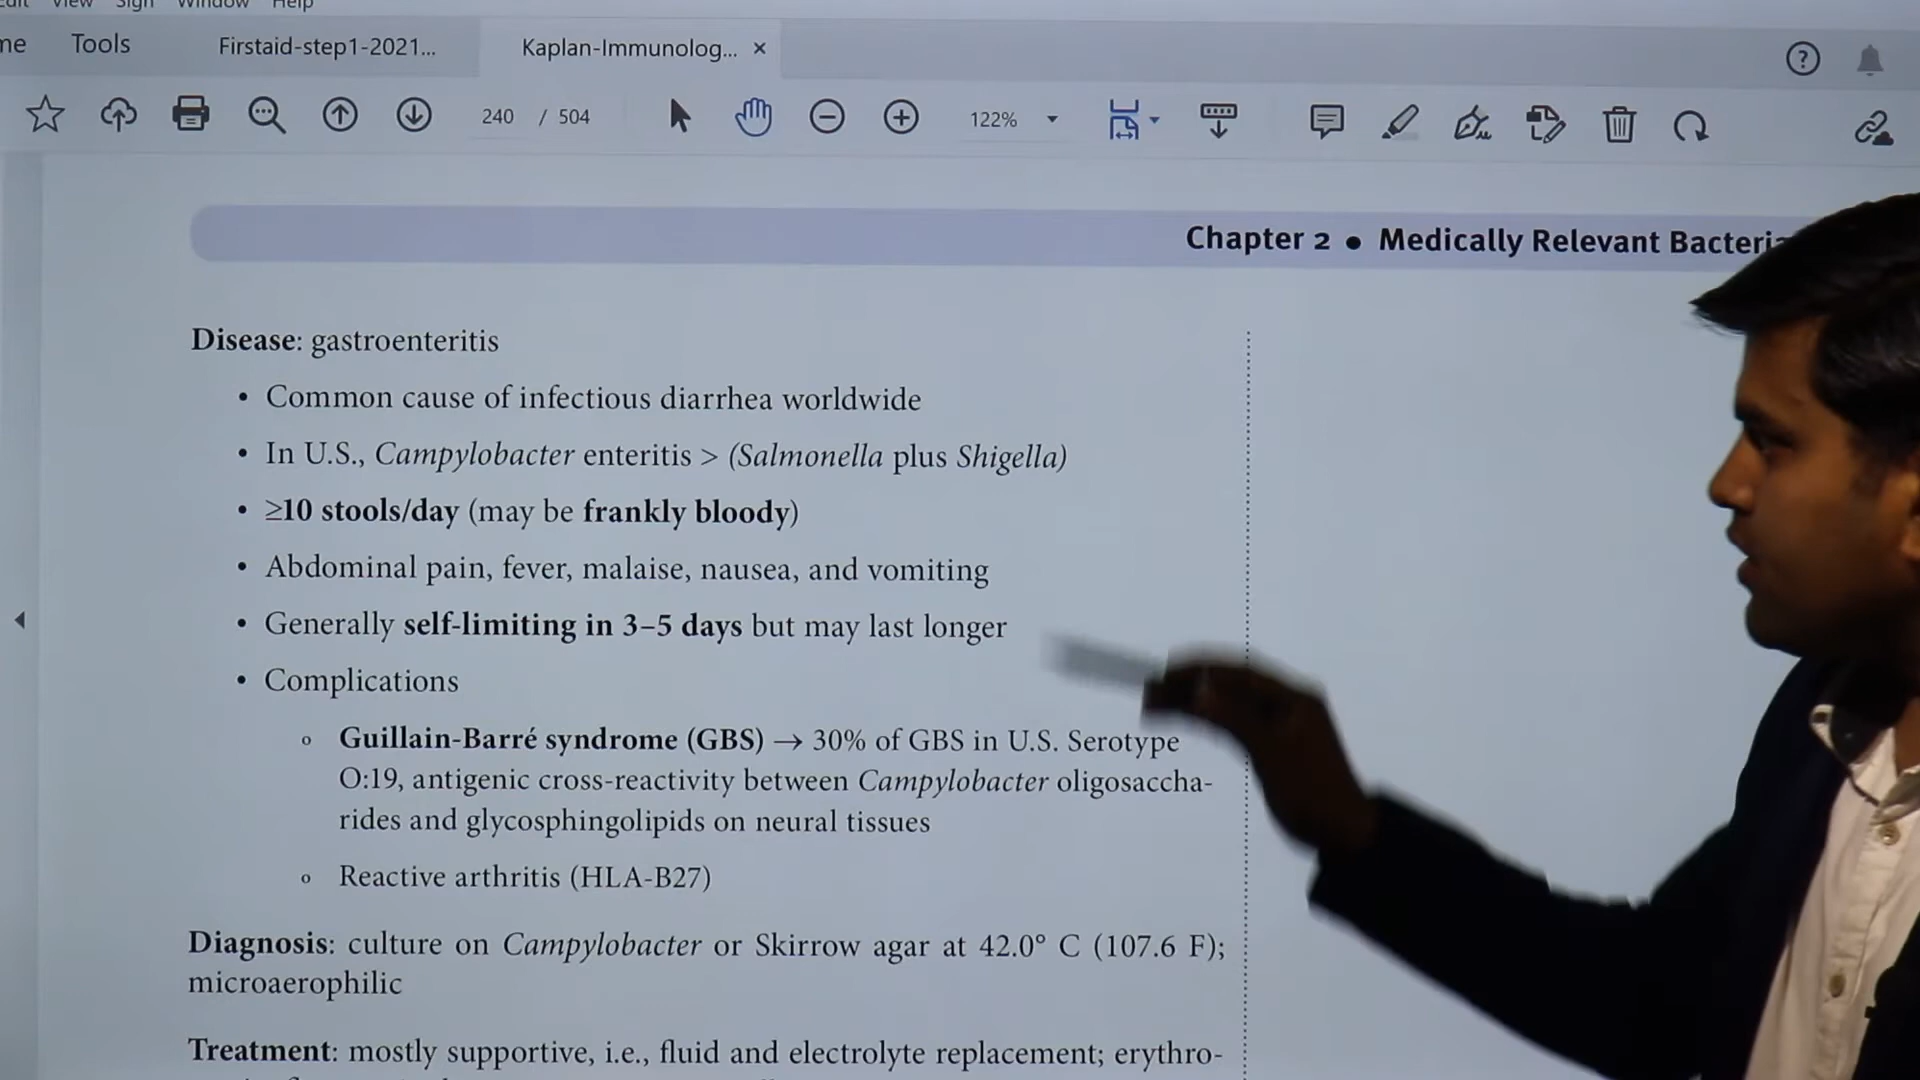 View Sign Window Help
Tools Firstaid-step1-2021... Kaplan-Immunolog... ×
240 / 504 122%
Chapter 2 ● Medically Relevant Bacteria
Disease: gastroenteritis
• Common cause of infectious diarrhea worldwide
• In U.S., Campylobacter enteritis > (Salmonella plus Shigella)
• ≥10 stools/day (may be frankly bloody)
• Abdominal pain, fever, malaise, nausea, and vomiting
• Generally self-limiting in 3–5 days but may last longer
• Complications
o Guillain-Barré syndrome (GBS) → 30% of GBS in U.S. Serotype
O:19, antigenic cross-reactivity between Campylobacter oligosaccha-
rides and glycosphingolipids on neural tissues
o Reactive arthritis (HLA-B27)
Diagnosis: culture on Campylobacter or Skirrow agar at 42.0° C (107.6 F);
microaerophilic
Treatment: mostly supportive, i.e., fluid and electrolyte replacement; erythro-